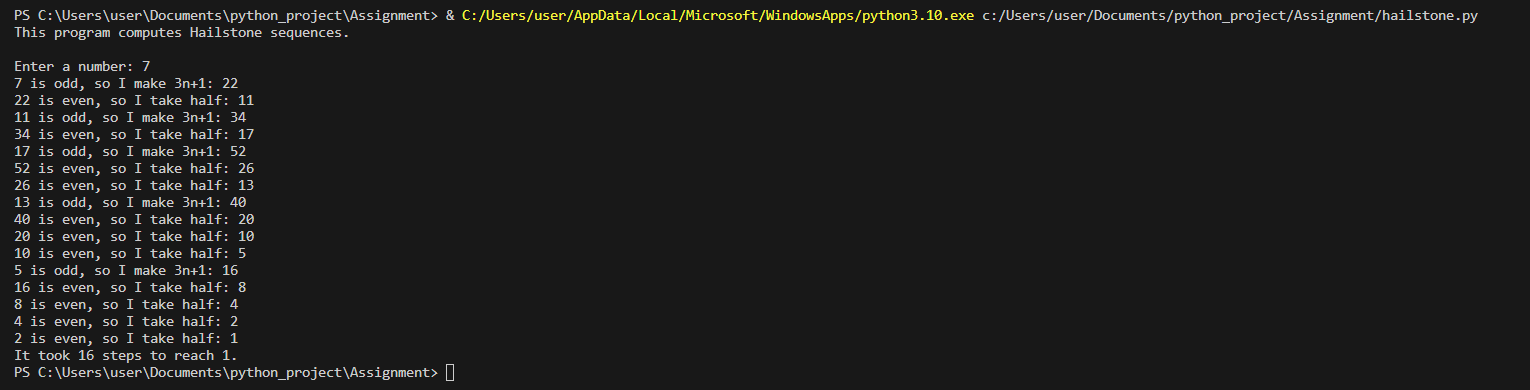 PS C:\Users\user\Documents\python_project\Assignment> & C:/Users/user/AppData/Local/Microsoft/WindowsApps/python3.10.exe c:/Users/user/Documents/python_project/Assignment/hailstone.py
This program computes Hailstone sequences.

Enter a number: 7
7 is odd, so I make 3n+1: 22
22 is even, so I take half: 11
11 is odd, so I make 3n+1: 34
34 is even, so I take half: 17
17 is odd, so I make 3n+1: 52
52 is even, so I take half: 26
26 is even, so I take half: 13
13 is odd, so I make 3n+1: 40
40 is even, so I take half: 20
20 is even, so I take half: 10
10 is even, so I take half: 5
5 is odd, so I make 3n+1: 16
16 is even, so I take half: 8
8 is even, so I take half: 4
4 is even, so I take half: 2
2 is even, so I take half: 1
It took 16 steps to reach 1.
PS C:\Users\user\Documents\python_project\Assignment>